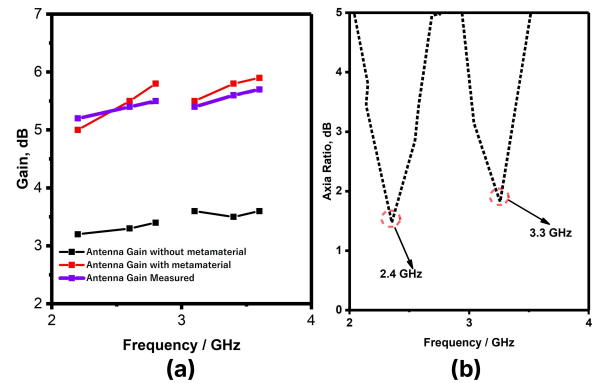 7
6
5
4
3
2
Gain, dB
Antenna Gain without metamaterial
Antenna Gain with metamaterial
Antenna Gain Measured
2 3 4
Frequency / GHz
(a)
5
4
3
2
1
0
Axia Ratio, dB
3.3 GHz
2.4 GHz
2 3 4
Frequency / GHz
(b)